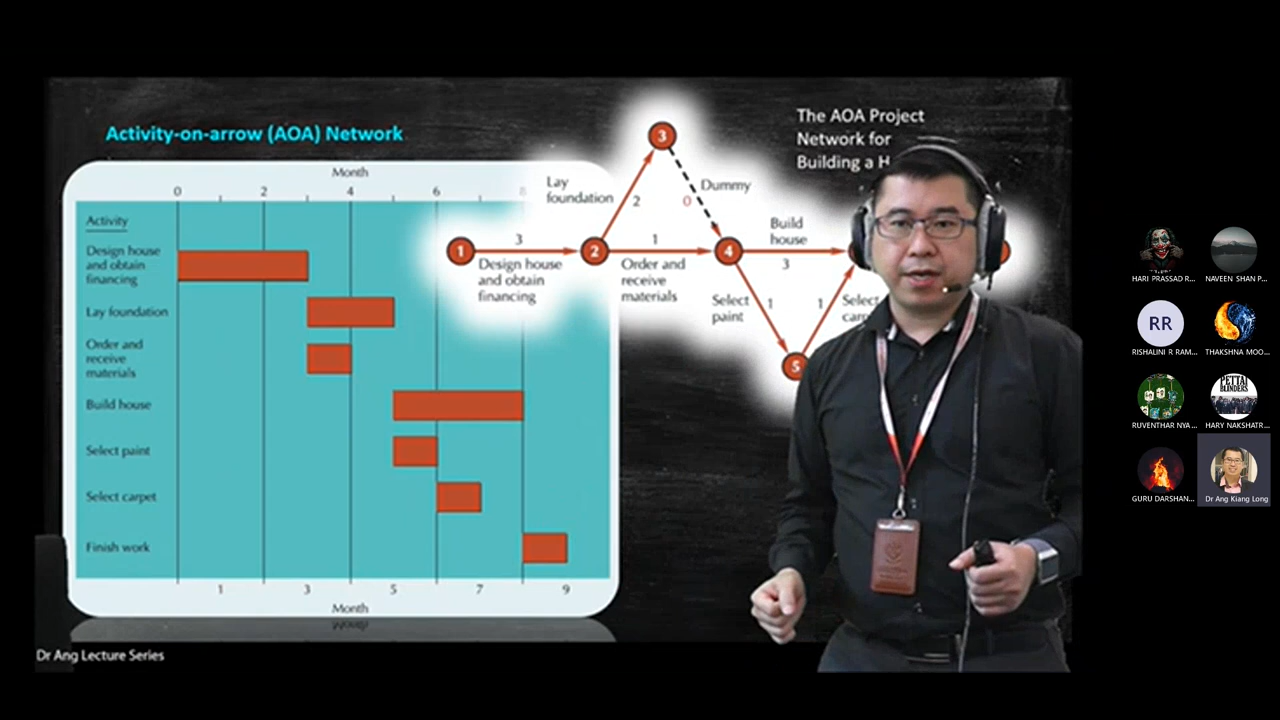 Activity-on-arrow (AOA) Network
The AOA Project
Network for
Building a H
Month
0 2 4 6 8
Activity
Design house
and obtain
financing
Lay foundation
Order and
receive
materials
Build house
Select paint
Select carpet
Finish work
1 3 5 7 9
Month
3
Lay
foundation
2
0
Dummy
1
3
Design house
and obtain
financing
2
1
Order and
receive
materials
4
Build
house
3
Select
paint
1
1
Select
carp
5
Dr Ang Lecture Series
HARI PRASSAD R...
NAVEEN SHAN P...
RR
RISHALINI R RAM...
THAKSHNA MOO...
PETTAI
BLINDERS
RUVENTHAR NYA...
HARY NAKSHATR...
GURU DARSHAN...
Dr Ang Kiang Long